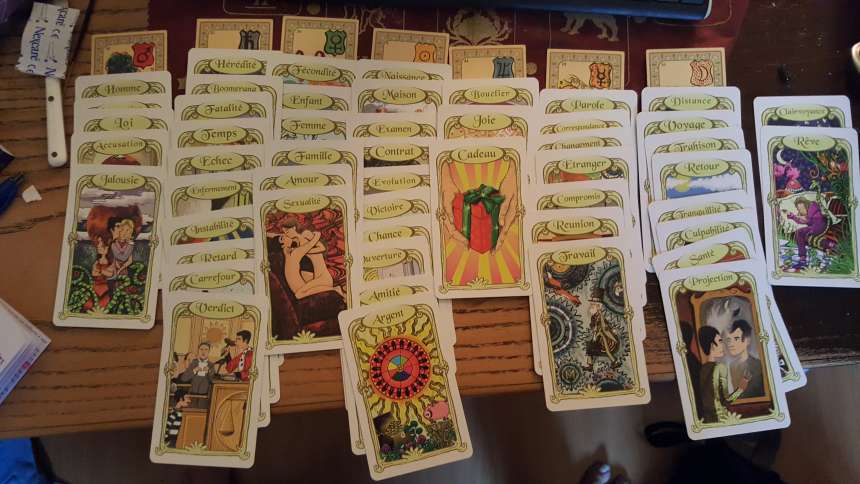 Nexcare
Homme
Loi
Accusation
Jalousie
Hérédité
Boomerang
Fatalité
Temps
Echec
Enfermement
Instabilité
Retard
Carrefour
Verdict
Fécondité
Enfant
Femme
Famille
Amour
Sexualité
Naissance
Maison
Examen
Contrat
Evolution
Victoire
Chance
Ouverture
Amitié
Argent
Bouclier
Joie
Cadeau
Parole
Correspondance
Changement
Etranger
Compromis
Reunion
Travail
Distance
Voyage
Trahison
Retour
Tranquillité
Culpabilité
Santé
Projection
Clairvoyance
Rêve